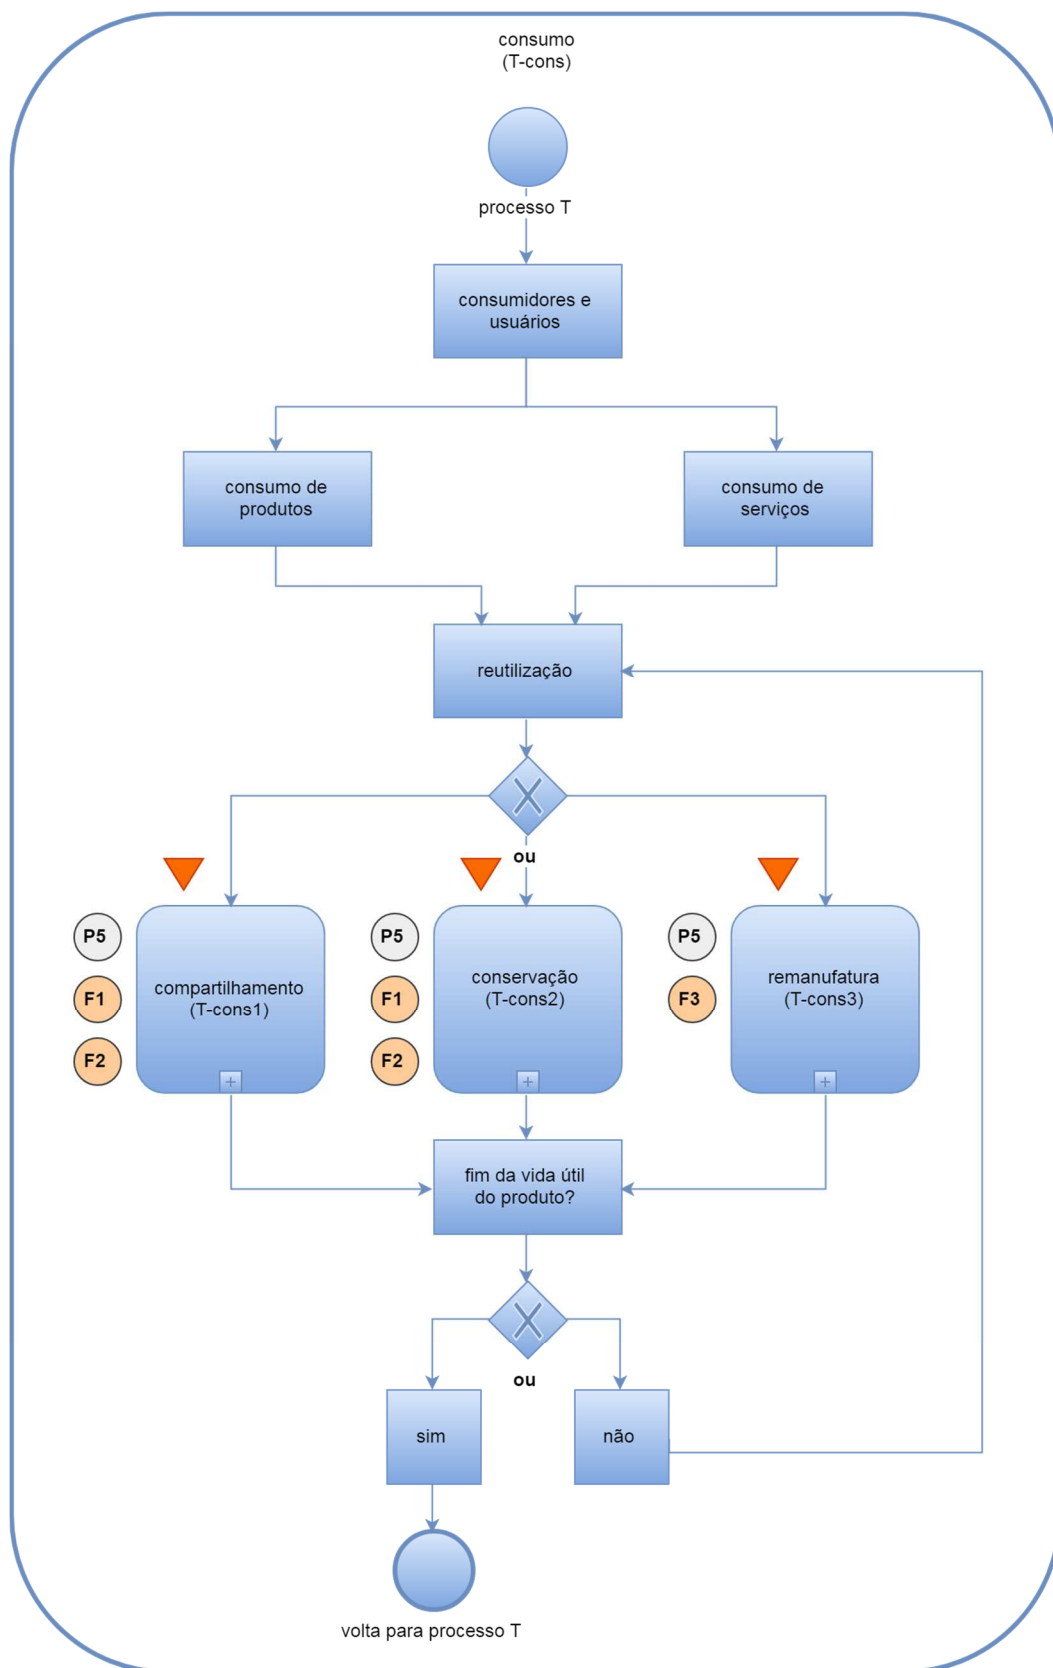 consumo
(T-cons)
processo T
consumidores e
usuários
consumo de
produtos
consumo de
serviços
reutilização
ou
P5
F1
F2
compartilhamento
(T-cons1)
P5
F1
F2
conservação
(T-cons2)
P5
F3
remanufatura
(T-cons3)
fim da vida útil
do produto?
ou
sim
não
volta para processo T